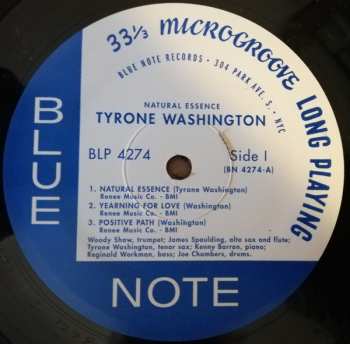 33⅓ MICROGROOVE LONG PLAYING
BLUE NOTE RECORDS • 304 PARK AVE. S., • NYC
NATURAL ESSENCE
TYRONE WASHINGTON
BLP 4274
Side I
(BN 4274-A)
1. NATURAL ESSENCE (Tyrone Washington)
Renee Music Co. - BMI
2. YEARNING FOR LOVE (Washington)
Renee Music Co. - BMI
3. POSITIVE PATH (Washington)
Renee Music Co. - BMI
Woody Shaw, trumpet; James Spaulding, alto sax and flute;
Tyrone Washington, tenor sax; Kenny Barron, piano;
Reginald Workman, bass; Joe Chambers, drums.
BLUE
NOTE